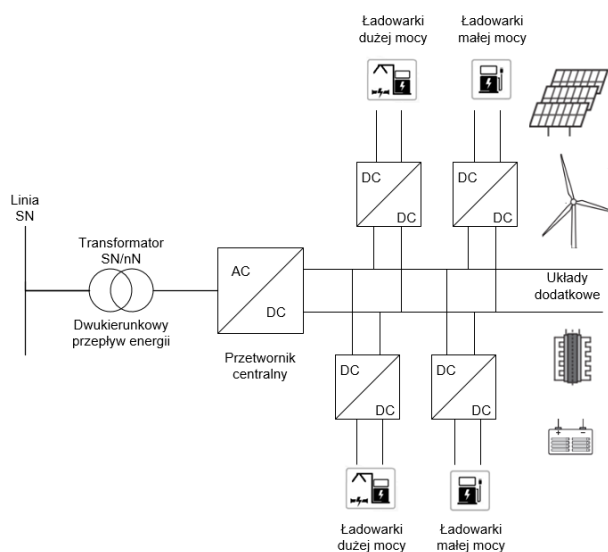 Ładowarki
dużej mocy
Ładowarki
małej mocy
DC
DC
DC
DC
Linia
SN
Transformator
SN/nN
Dwukierunkowy
przepływ energii
AC
DC
Przetwornik
centralny
Układy
dodatkowe
DC
DC
DC
DC
+ −
Ładowarki
dużej mocy
Ładowarki
małej mocy